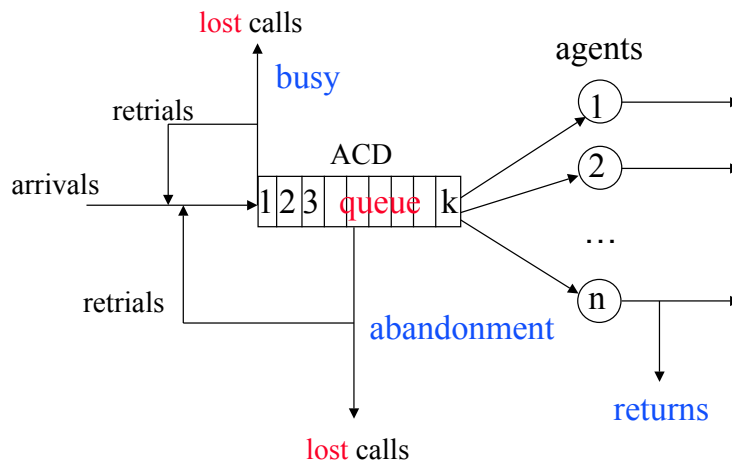 lost calls
busy
agents
retrials
1
ACD
2
arrivals
1 2 3 queue k
...
retrials
n
abandonment
returns
lost calls